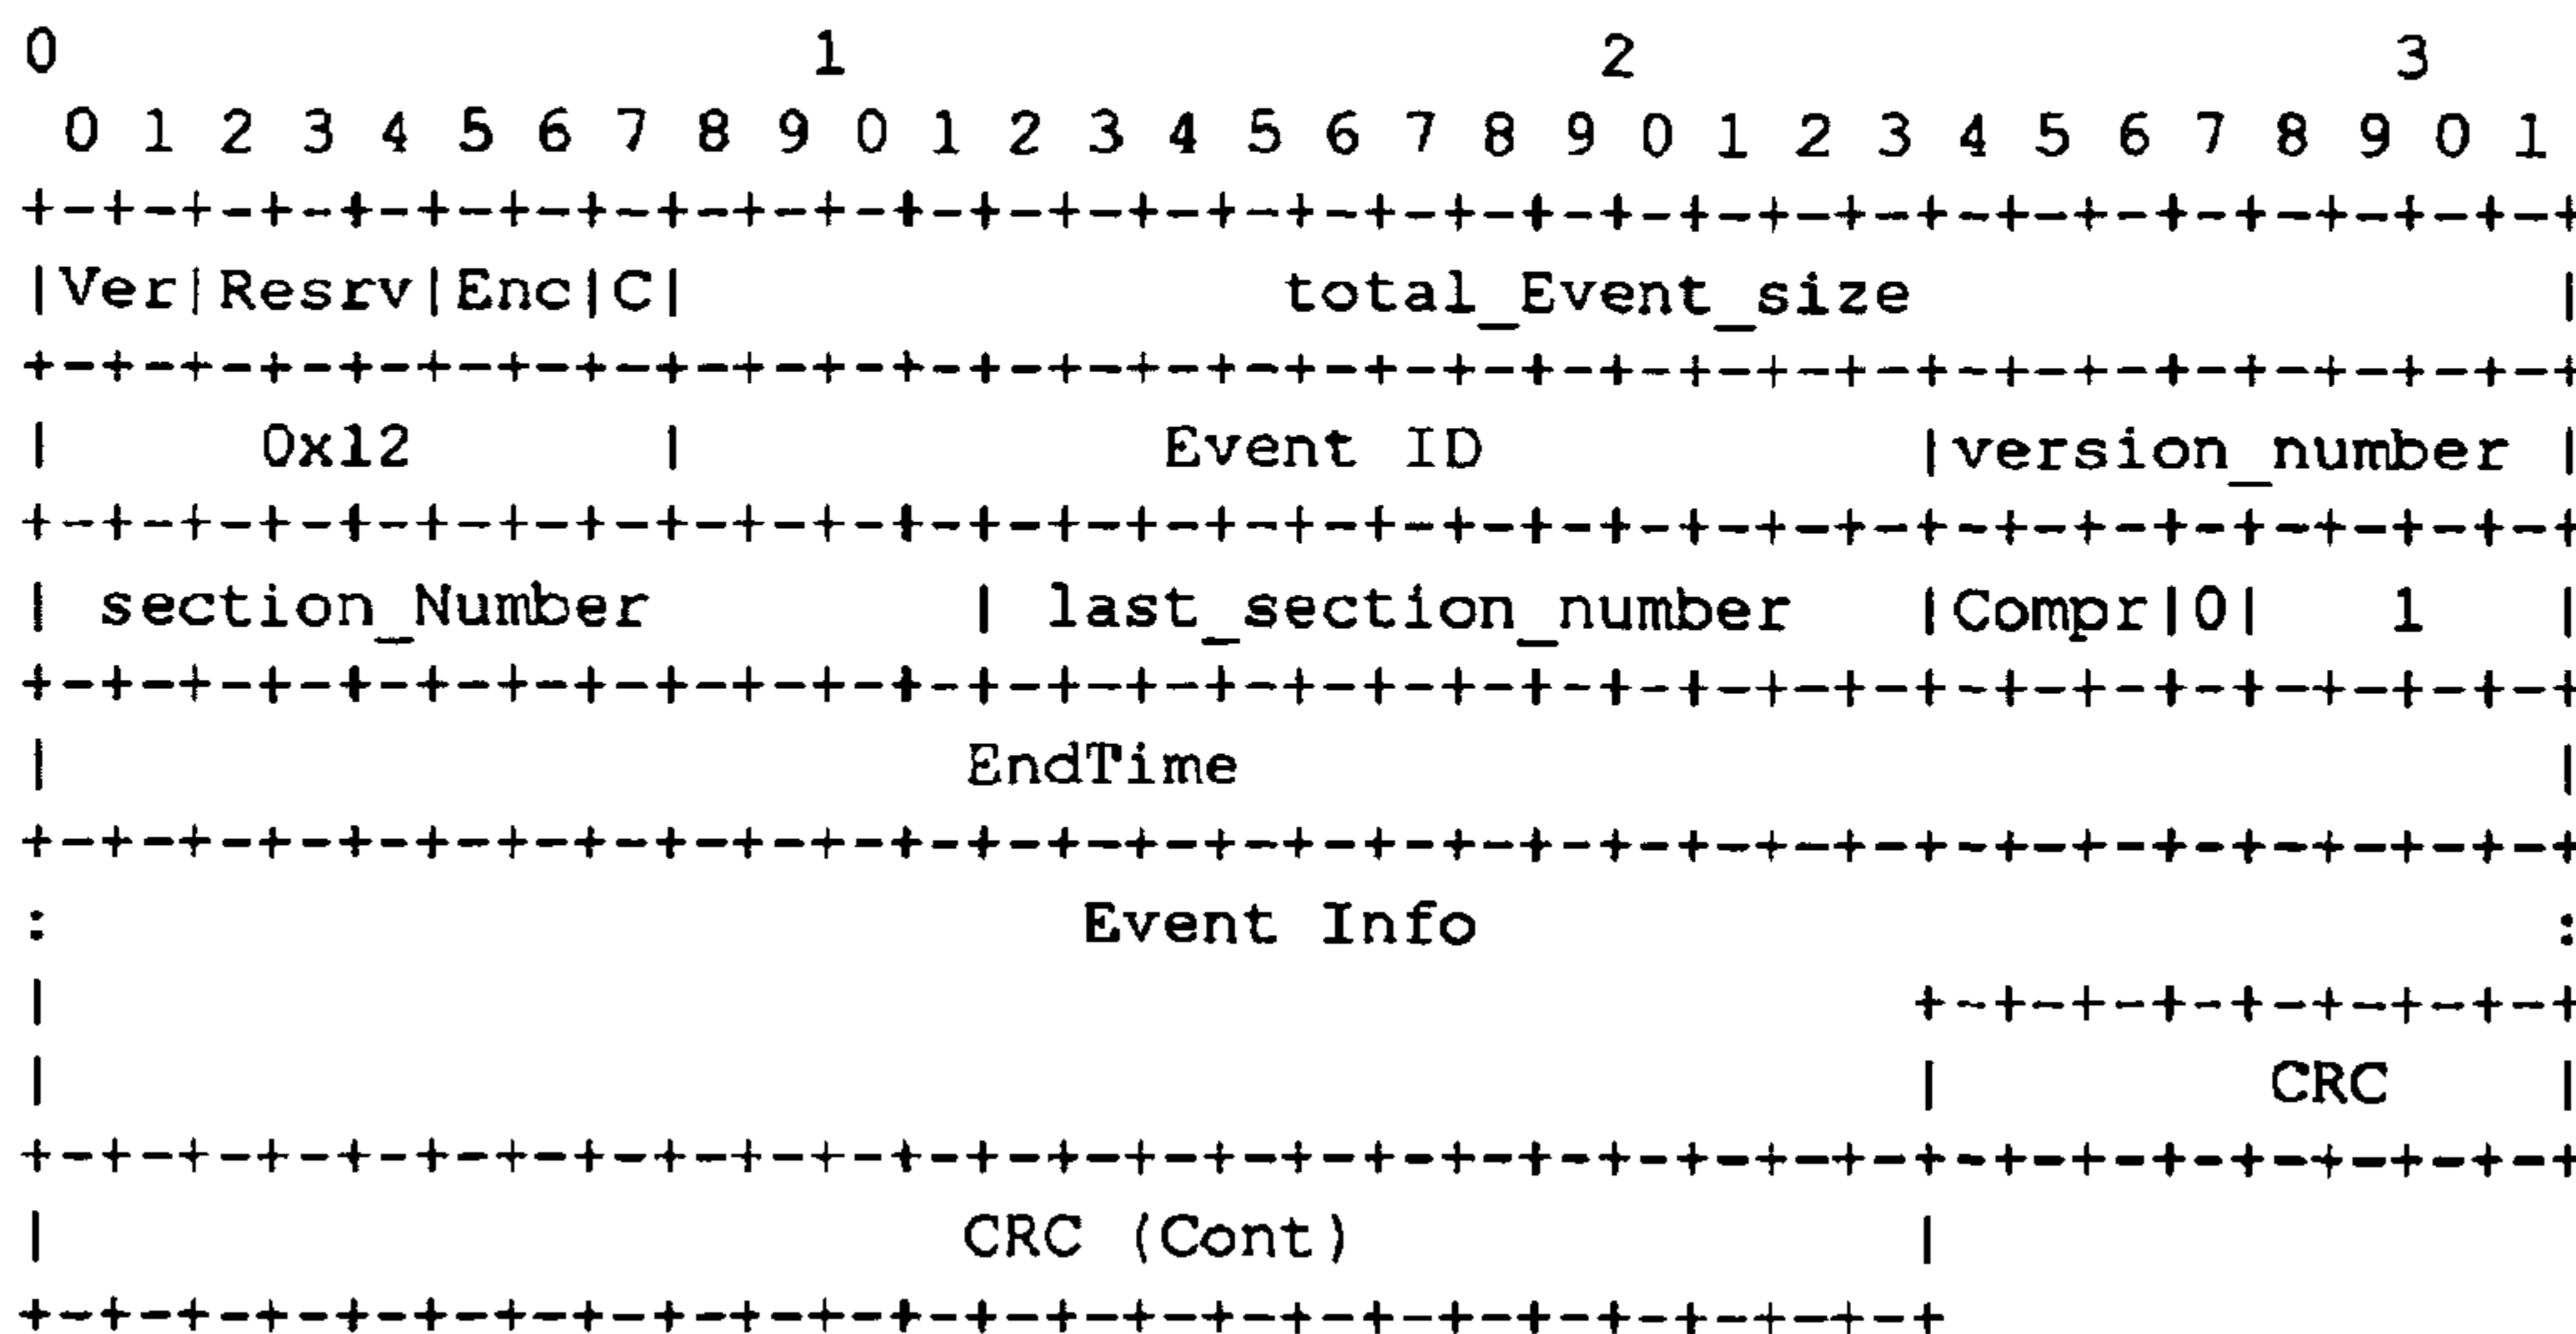 0                   1                   2                   3
 0 1 2 3 4 5 6 7 8 9 0 1 2 3 4 5 6 7 8 9 0 1 2 3 4 5 6 7 8 9 0 1
+-+-+-+-+-+-+-+-+-+-+-+-+-+-+-+-+-+-+-+-+-+-+-+-+-+-+-+-+-+-+-+-+
|Ver|Resrv|Enc|C|               total_Event_size                |
+-+-+-+-+-+-+-+-+-+-+-+-+-+-+-+-+-+-+-+-+-+-+-+-+-+-+-+-+-+-+-+-+
|     0x12      |            Event ID           |version_number |
+-+-+-+-+-+-+-+-+-+-+-+-+-+-+-+-+-+-+-+-+-+-+-+-+-+-+-+-+-+-+-+-+
| section_Number        | last_section_number   |Compr|0|   1   |
+-+-+-+-+-+-+-+-+-+-+-+-+-+-+-+-+-+-+-+-+-+-+-+-+-+-+-+-+-+-+-+-+
|                       EndTime                                 |
+-+-+-+-+-+-+-+-+-+-+-+-+-+-+-+-+-+-+-+-+-+-+-+-+-+-+-+-+-+-+-+-+
:                          Event Info                           :
|                                               +-+-+-+-+-+-+-+-+
|                                               |        CRC    |
+-+-+-+-+-+-+-+-+-+-+-+-+-+-+-+-+-+-+-+-+-+-+-+-+-+-+-+-+-+-+-+-+
|                       CRC (Cont)              |
+-+-+-+-+-+-+-+-+-+-+-+-+-+-+-+-+-+-+-+-+-+-+-+-+